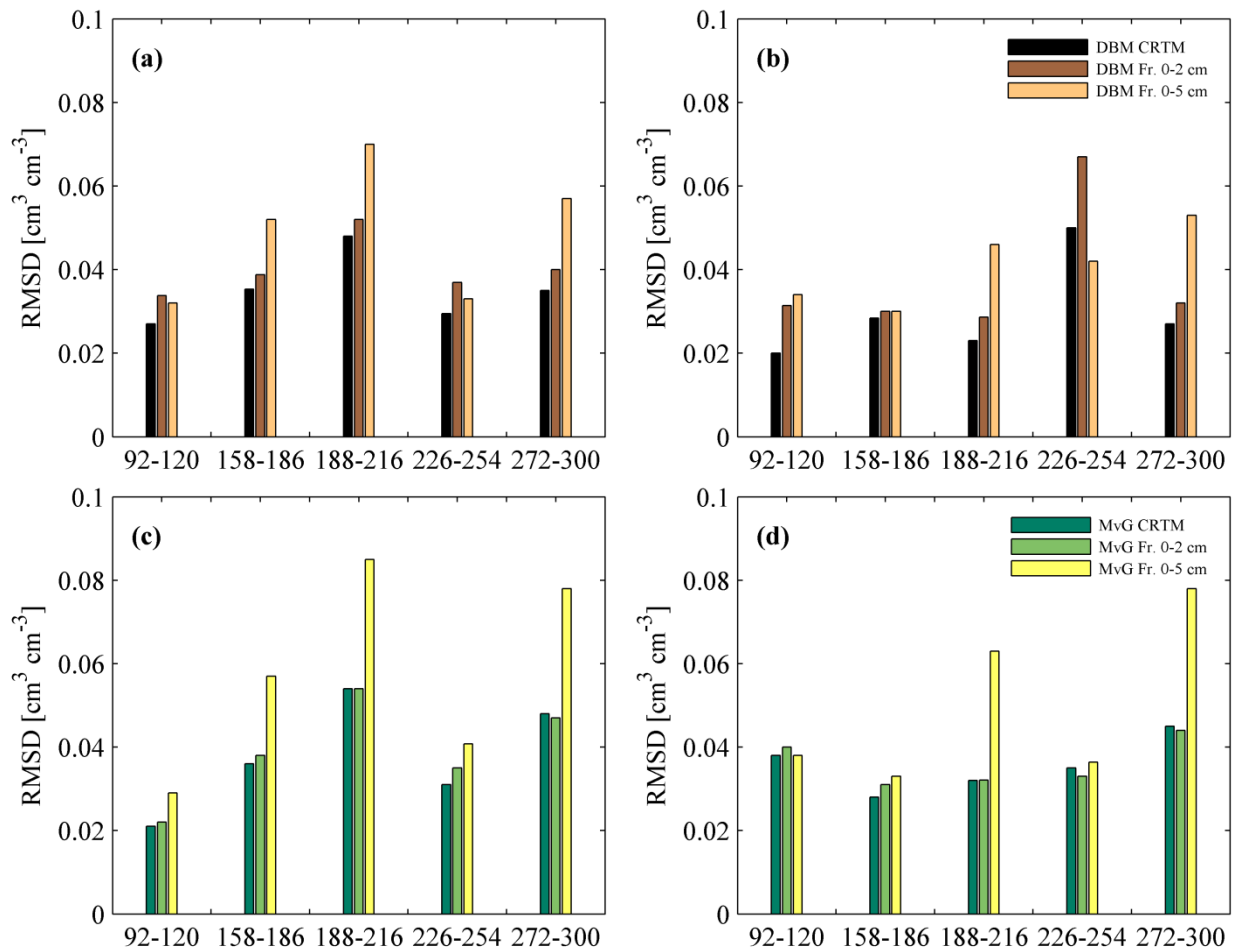 0.1
(a)
0.08
0.06
0.04
0.02
0
RMSD [cm³ cm⁻³]
92-120 158-186 188-216 226-254 272-300
0.1
(b)
DBM CRTM
DBM Fr. 0-2 cm
DBM Fr. 0-5 cm
0.08
0.06
0.04
0.02
0
RMSD [cm³ cm⁻³]
92-120 158-186 188-216 226-254 272-300
0.1
(c)
0.08
0.06
0.04
0.02
0
RMSD [cm³ cm⁻³]
92-120 158-186 188-216 226-254 272-300
0.1
(d)
MvG CRTM
MvG Fr. 0-2 cm
MvG Fr. 0-5 cm
0.08
0.06
0.04
0.02
0
RMSD [cm³ cm⁻³]
92-120 158-186 188-216 226-254 272-300